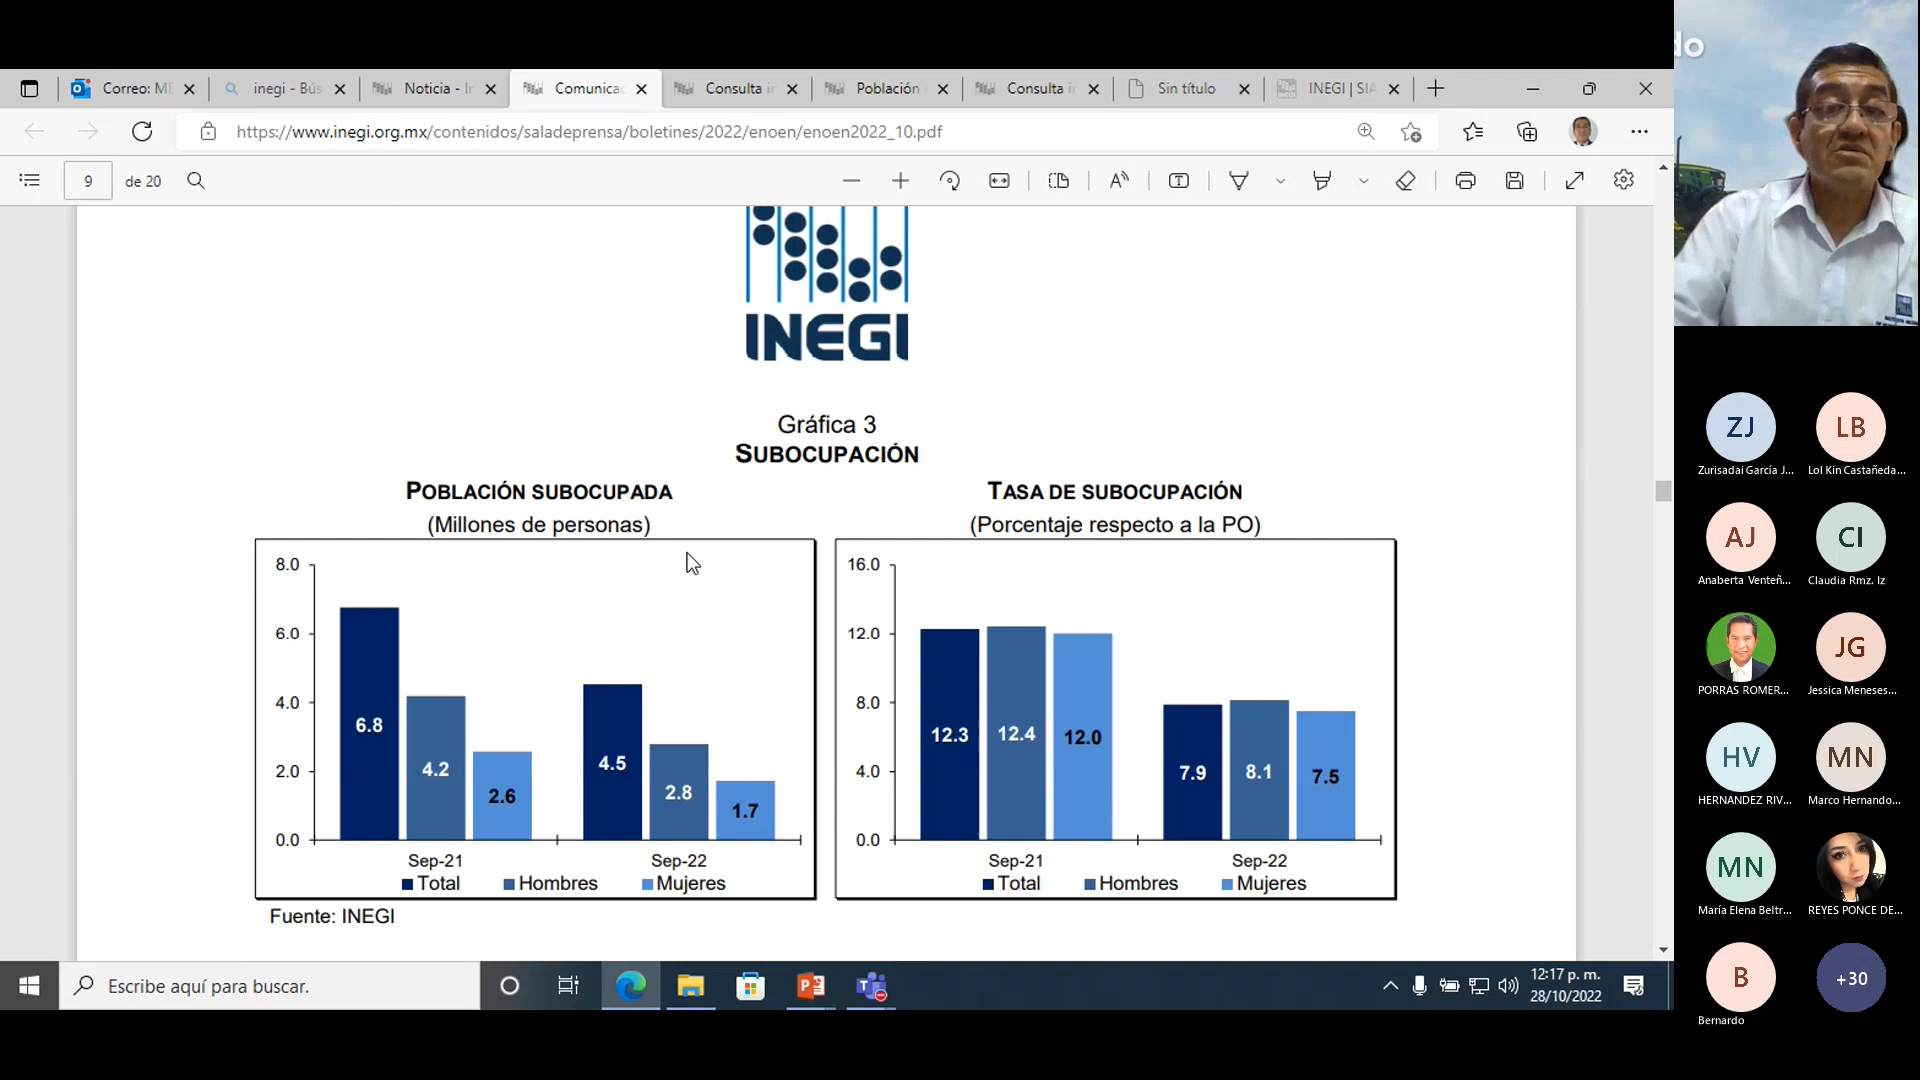 do
Correo: ME
inegi - Bús
Noticia - I
Comunicac
Consulta in
Población
Consulta in
Sin título
INEGI | SIA
https://www.inegi.org.mx/contenidos/saladeprensa/boletines/2022/enoen/enoen2022_10.pdf
9 de 20
INEGI
Gráfica 3
SUBOCUPACIÓN
POBLACIÓN SUBOCUPADA
(Millones de personas)
8.0
6.0
4.0
2.0
0.0
6.8
4.2
2.6
4.5
2.8
1.7
Sep-21
Sep-22
Total Hombres Mujeres
TASA DE SUBOCUPACIÓN
(Porcentaje respecto a la PO)
16.0
12.0
8.0
4.0
0.0
12.3
12.4
12.0
7.9
8.1
7.5
Sep-21
Sep-22
Total Hombres Mujeres
Fuente: INEGI
ZJ
Zurisadai García J...
LB
Lol Kin Castañeda...
AJ
Anaberta Venteñ...
CI
Claudia Rmz. Iz
PORRAS ROMER...
JG
Jessica Meneses...
HV
HERNANDEZ RIV...
MN
Marco Hernando...
MN
María Elena Beltr...
REYES PONCE DE...
B
Bernardo
+30
Escribe aquí para buscar.
12:17 p. m.
28/10/2022